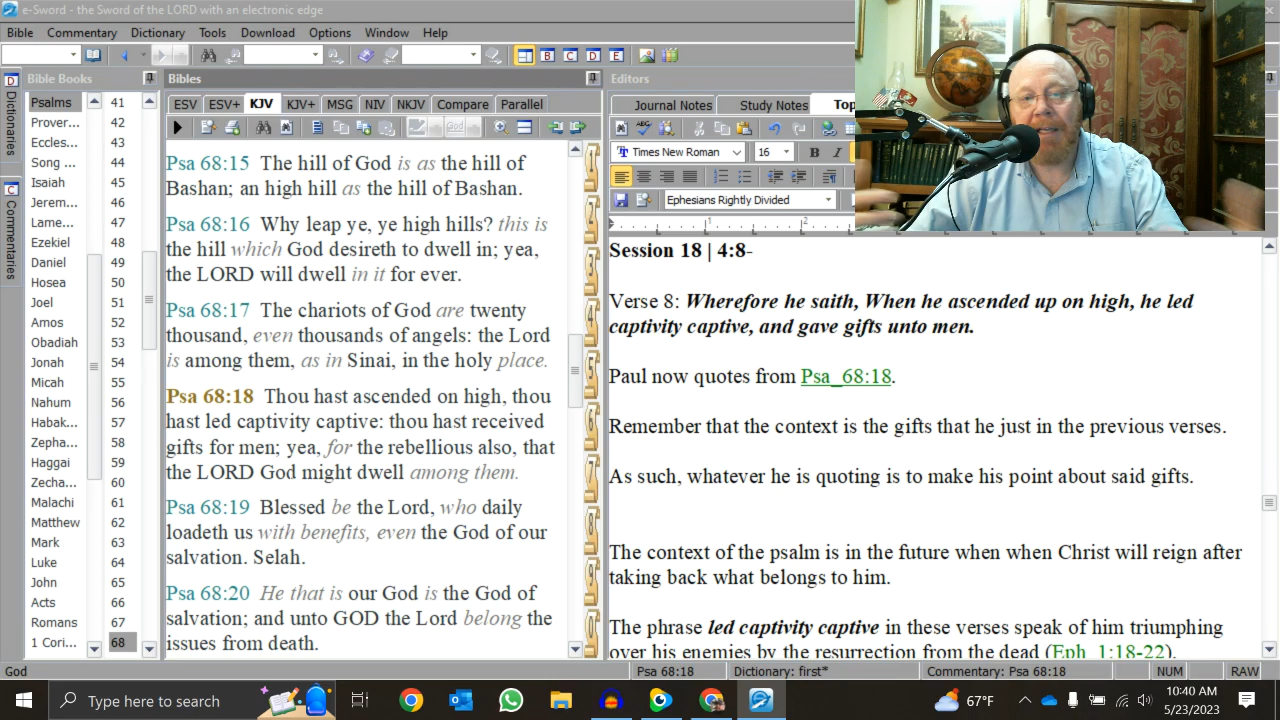 e-Sword - the Sword of the LORD with an electronic edge
Bible Commentary Dictionary Tools Download Options Window Help
B C D E
Dictionaries
Commentaries
Bible Books
Psalms 41
Prover... 42
Eccles... 43
Song ... 44
Isaiah 45
Jerem... 46
Lame... 47
Ezekiel 48
Daniel 49
Hosea 50
Joel 51
Amos 52
Obadiah 53
Jonah 54
Micah 55
Nahum 56
Habak... 57
Zepha... 58
Haggai 59
Zecha... 60
Malachi 61
Matthew 62
Mark 63
Luke 64
John 65
Acts 66
Romans 67
1 Cori... 68
Bibles
ESV ESV+ KJV KJV+ MSG NIV NKJV Compare Parallel
God
Psa 68:15 The hill of God is as the hill of
Bashan; an high hill as the hill of Bashan.
Psa 68:16 Why leap ye, ye high hills? this is
the hill which God desireth to dwell in; yea,
the LORD will dwell in it for ever.
Psa 68:17 The chariots of God are twenty
thousand, even thousands of angels: the Lord
is among them, as in Sinai, in the holy place.
Psa 68:18 Thou hast ascended on high, thou
hast led captivity captive: thou hast received
gifts for men; yea, for the rebellious also, that
the LORD God might dwell among them.
Psa 68:19 Blessed be the Lord, who daily
loadeth us with benefits, even the God of our
salvation. Selah.
Psa 68:20 He that is our God is the God of
salvation; and unto GOD the Lord belong the
issues from death.
1
2
3
4
5
6
7
8
9
0
Editors
Journal Notes Study Notes Top
Times New Roman 16 B I
Ephesians Rightly Divided
1 2
Session 18 | 4:8-
Verse 8: Wherefore he saith, When he ascended up on high, he led
captivity captive, and gave gifts unto men.
Paul now quotes from Psa_68:18.
Remember that the context is the gifts that he just in the previous verses.
As such, whatever he is quoting is to make his point about said gifts.
The context of the psalm is in the future when when Christ will reign after
taking back what belongs to him.
The phrase led captivity captive in these verses speak of him triumphing
over his enemies by the resurrection from the dead (Eph_1:18-22).
God Psa 68:18 Dictionary: first* Commentary: Psa 68:18 NUM RAW
Type here to search
67°F
10:40 AM
5/23/2023